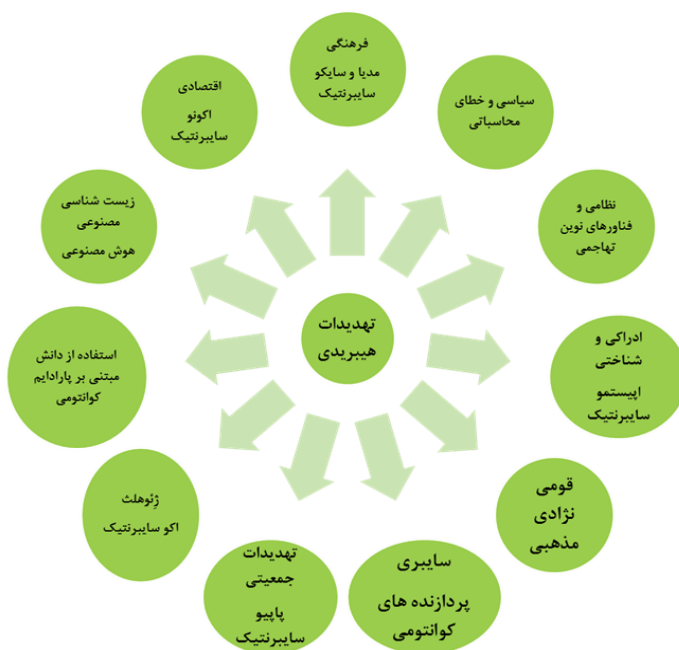 فرهنگی
مدیا و سایکو
سایبرنتیک
سیاسی و خطای
محاسباتی
نظامی و
فناورهای نوین
تهاجمی
ادراکی و
شناختی
اپیستمو
سایبرنتیک
قومی
نژادی
مذهبی
سایبری
پردازنده های
کوانتومی
تهدیدات
جمعیتی
پاپیو
سایبرنتیک
ژئوهلث
اکو سایبرنتیک
استفاده از دانش
مبتنی بر پارادایم
کوانتومی
زیست شناسی
مصنوعی
هوش مصنوعی
اقتصادی
اکونو
سایبرنتیک
تهدیدات
هیبریدی